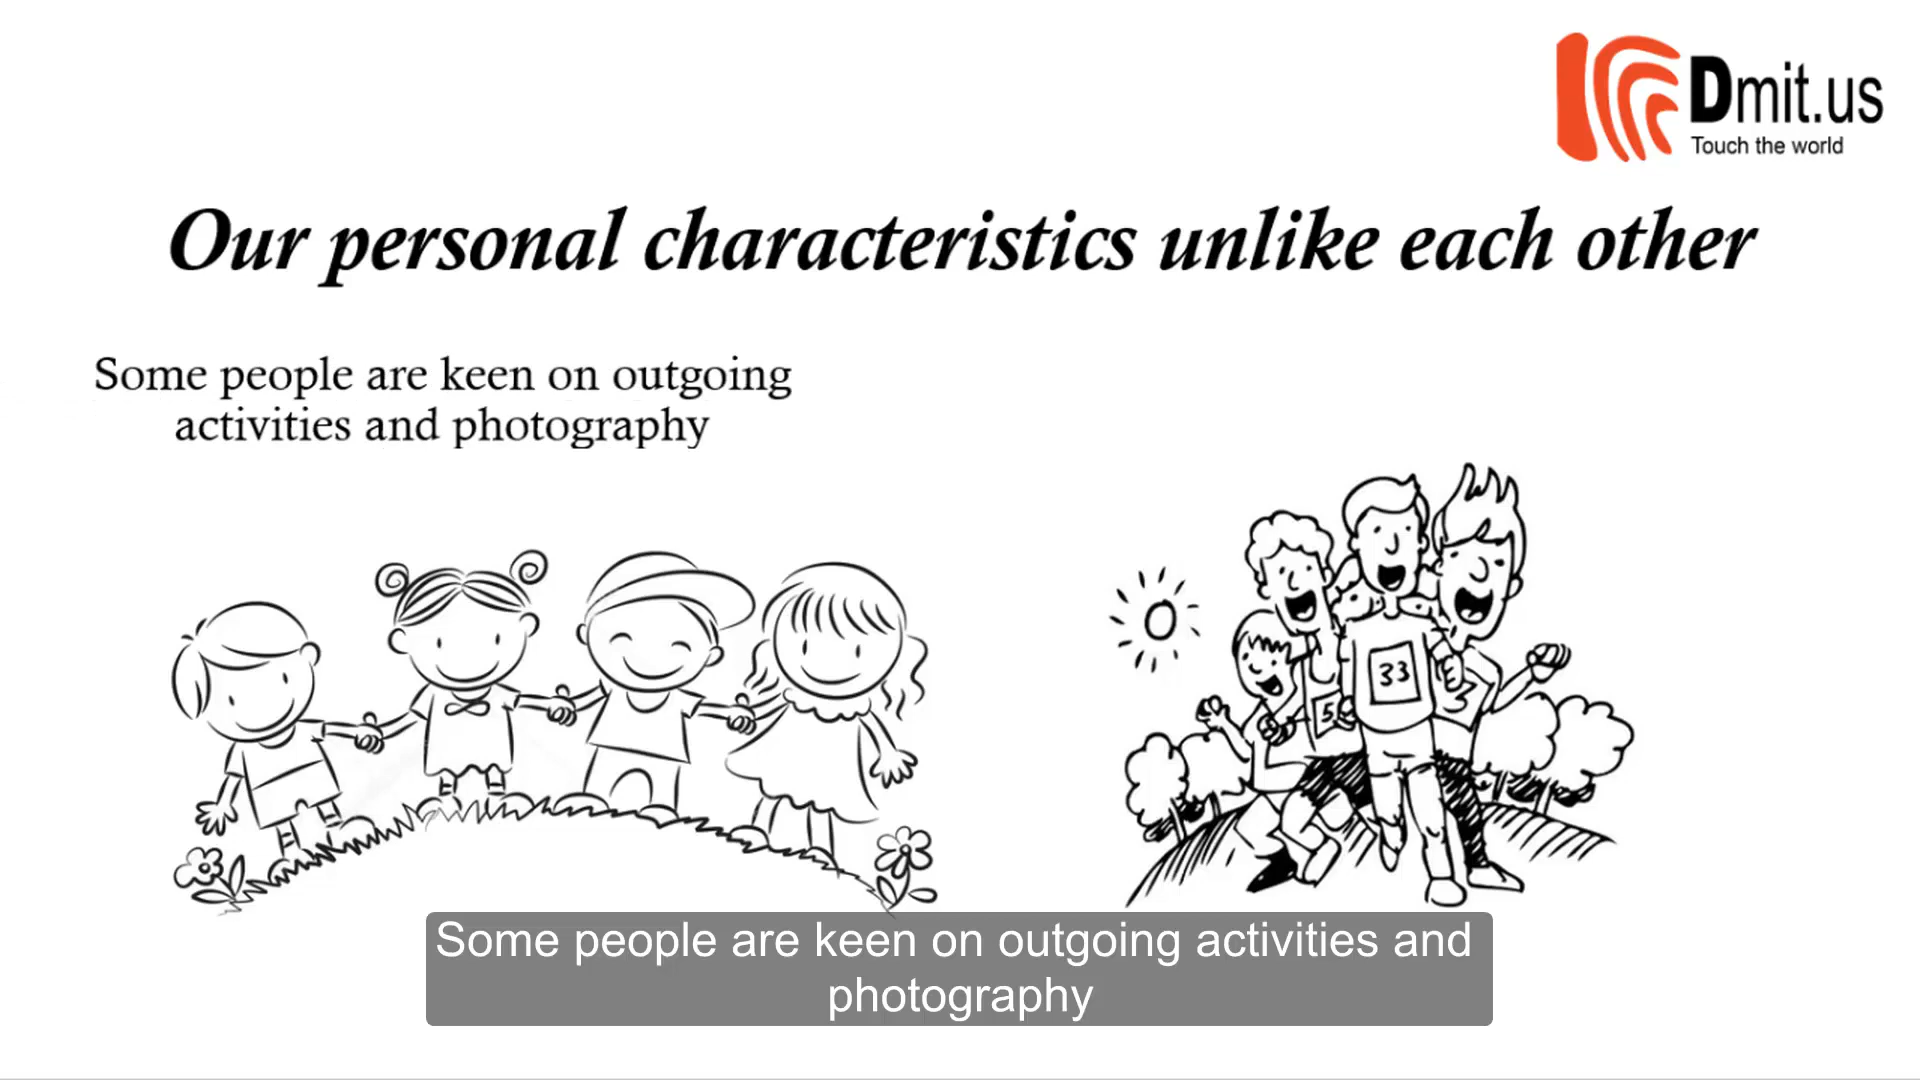 Dmit.us
Touch the world
Our personal characteristics unlike each other
Some people are keen on outgoing
activities and photography
33
5
Some people are keen on outgoing activities and
photography